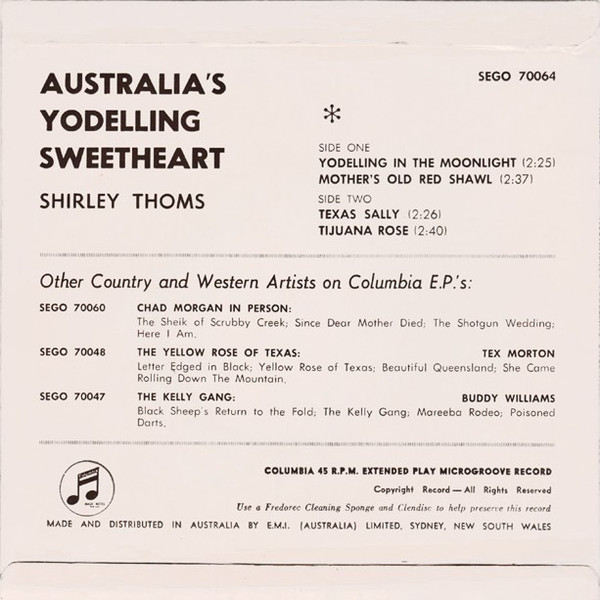 AUSTRALIA'S
YODELLING
SWEETHEART
SHIRLEY THOMS
SEGO 70064
*
SIDE ONE
YODELLING IN THE MOONLIGHT (2:25)
MOTHER'S OLD RED SHAWL (2:37)
SIDE TWO
TEXAS SALLY (2:26)
TIJUANA ROSE (2:40)
Other Country and Western Artists on Columbia E.P.'s:
SEGO 70060 CHAD MORGAN IN PERSON:
The Sheik of Scrubby Creek; Since Dear Mother Died; The Shotgun Wedding;
Here I Am.
SEGO 70048 THE YELLOW ROSE OF TEXAS: TEX MORTON
Letter Edged in Black; Yellow Rose of Texas; Beautiful Queensland; She Came
Rolling Down The Mountain.
SEGO 70047 THE KELLY GANG: BUDDY WILLIAMS
Black Sheep's Return to the Fold; The Kelly Gang; Mareeba Rodeo; Poisoned
Darts.
COLUMBIA
COLUMBIA 45 R.P.M. EXTENDED PLAY MICROGROOVE RECORD
Copyright Record — All Rights Reserved
Use a Fredorec Cleaning Sponge and Clendisc to help preserve this record
MADE AND DISTRIBUTED IN AUSTRALIA BY E.M.I. (AUSTRALIA) LIMITED, SYDNEY, NEW SOUTH WALES